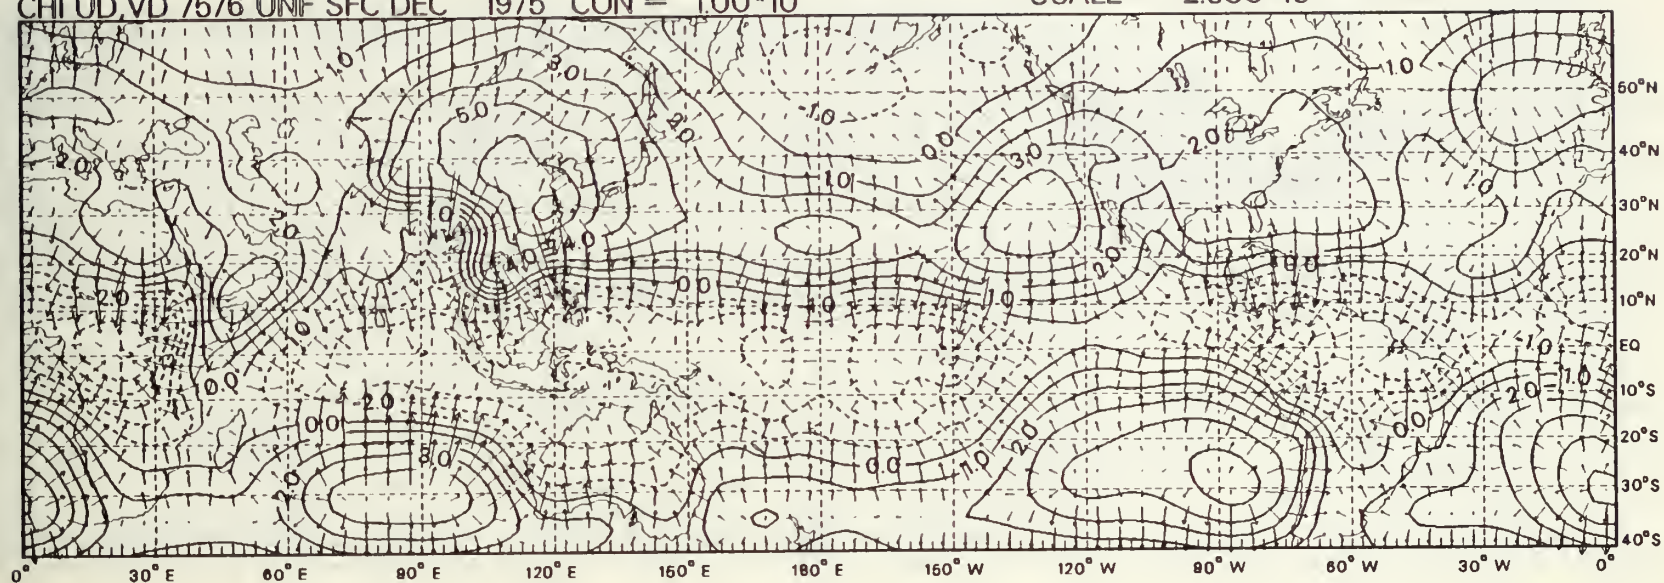 CHI UD,VD 7576 UNIF SFC DEC 1975 CON = 1.00*10
1.0 3.0 1.0
60°N
5.0 -1.0
2.0 2.0
2.0 0.0 3.0 40°N
1.0 1.0
1.0 30°N
2.0
4.0 4.0 2.0 20°N
0.0 0.0
-2.0 1.0 10°N
1.0 EQ
-1.0
0.0 -1.0
2.0 10°S
-2.0
0.0 0.0 20°S
2.0
3.0 0.0 1.0
2.0 30°S
40°S
0° 30° E 60° E 90° E 120° E 150° E 180° E 150° W 120° W 90° W 60° W 30° W 0°